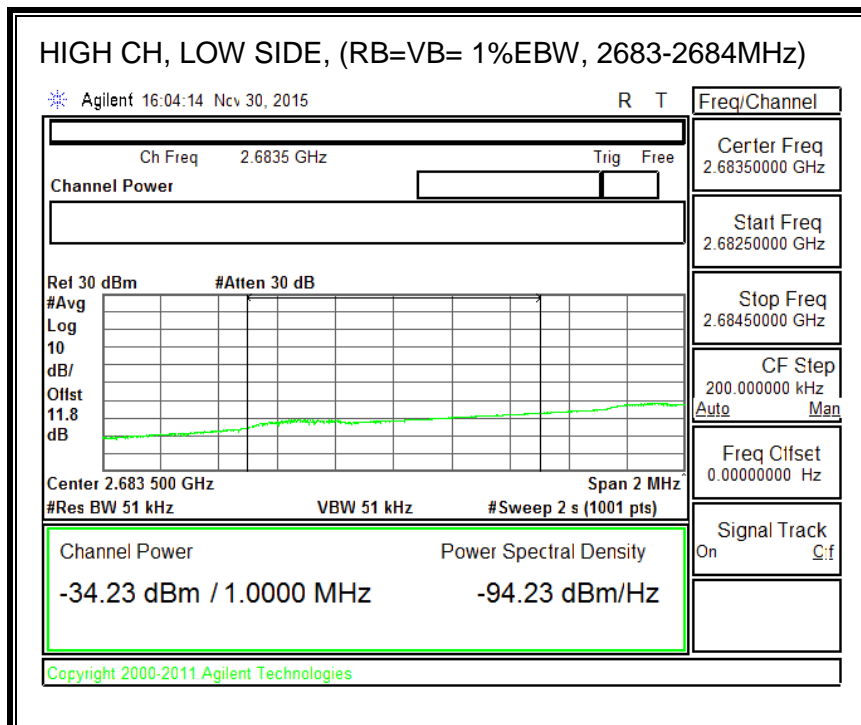 HIGH CH, LOW SIDE, (RB=VB= 1%EBW, 2683-2684MHz)
Agilent 16:04:14 Nov 30, 2015 R T
Freq/Channel
Ch Freq 2.6835 GHz Trig Free
Channel Power
Center Freq
2.68350000 GHz
Start Freq
2.68250000 GHz
Stop Freq
2.68450000 GHz
CF Step
200.000000 kHz
Auto Man
Freq Offset
0.00000000 Hz
Signal Track
On Off
Ref 30 dBm #Atten 30 dB
#Avg
Log
10
dB/
Offst
11.8
dB
Center 2.683 500 GHz Span 2 MHz
#Res BW 51 kHz VBW 51 kHz #Sweep 2 s (1001 pts)
Channel Power Power Spectral Density
-34.23 dBm / 1.0000 MHz -94.23 dBm/Hz
Copyright 2000-2011 Agilent Technologies